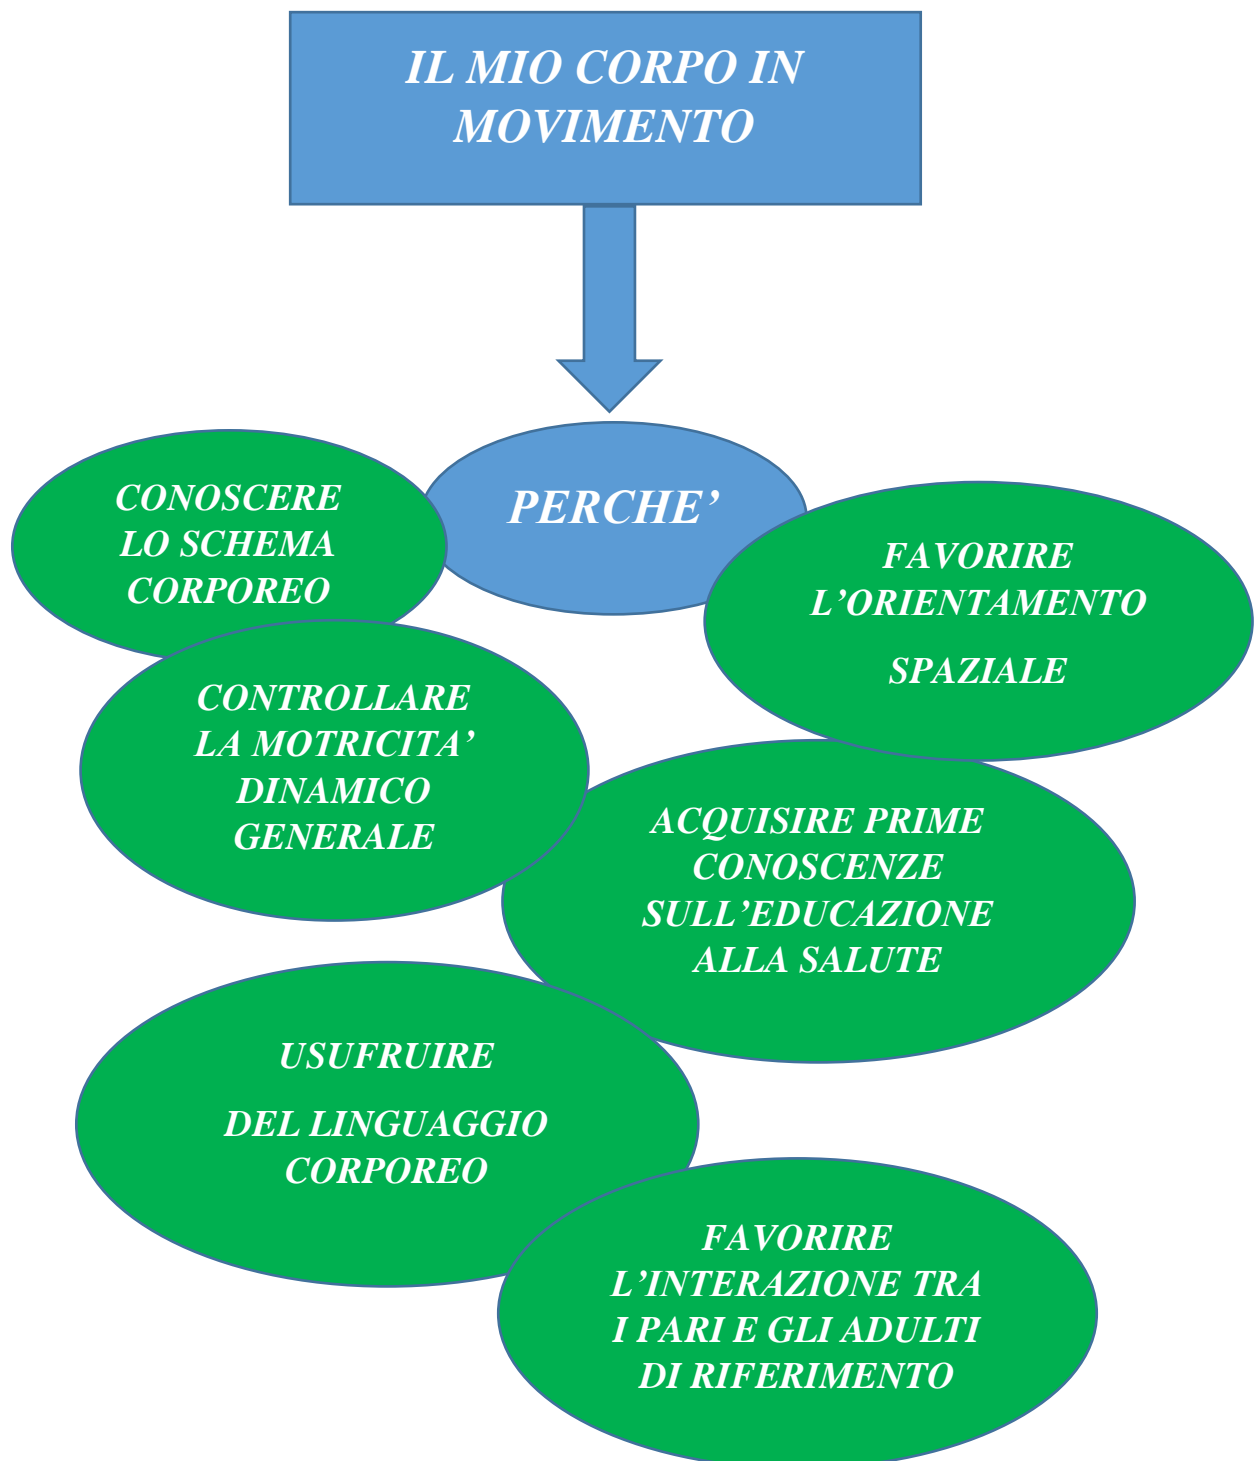 IL MIO CORPO IN
MOVIMENTO
PERCHE’
CONOSCERE
LO SCHEMA
CORPOREO
FAVORIRE
L’ORIENTAMENTO
SPAZIALE
CONTROLLARE
LA MOTRICITA’
DINAMICO
GENERALE
ACQUISIRE PRIME
CONOSCENZE
SULL’EDUCAZIONE
ALLA SALUTE
USUFRUIRE
DEL LINGUAGGIO
CORPOREO
FAVORIRE
L’INTERAZIONE TRA
I PARI E GLI ADULTI
DI RIFERIMENTO